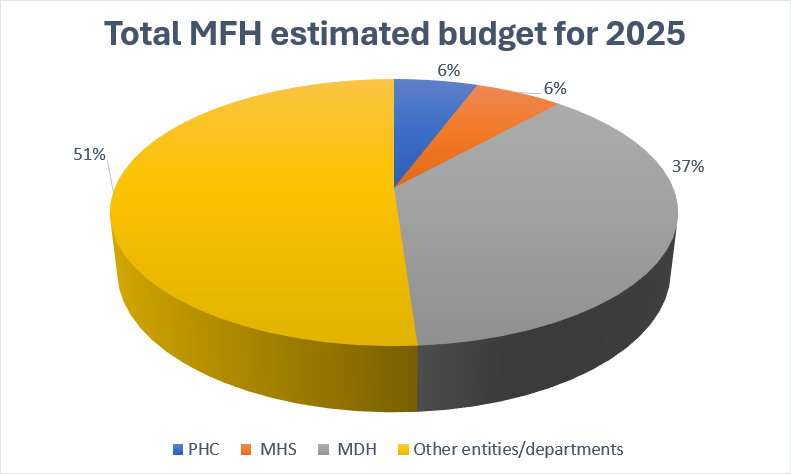 Total MFH estimated budget for 2025
6%
6%
51%
37%
PHC MHS MDH Other entities/departments